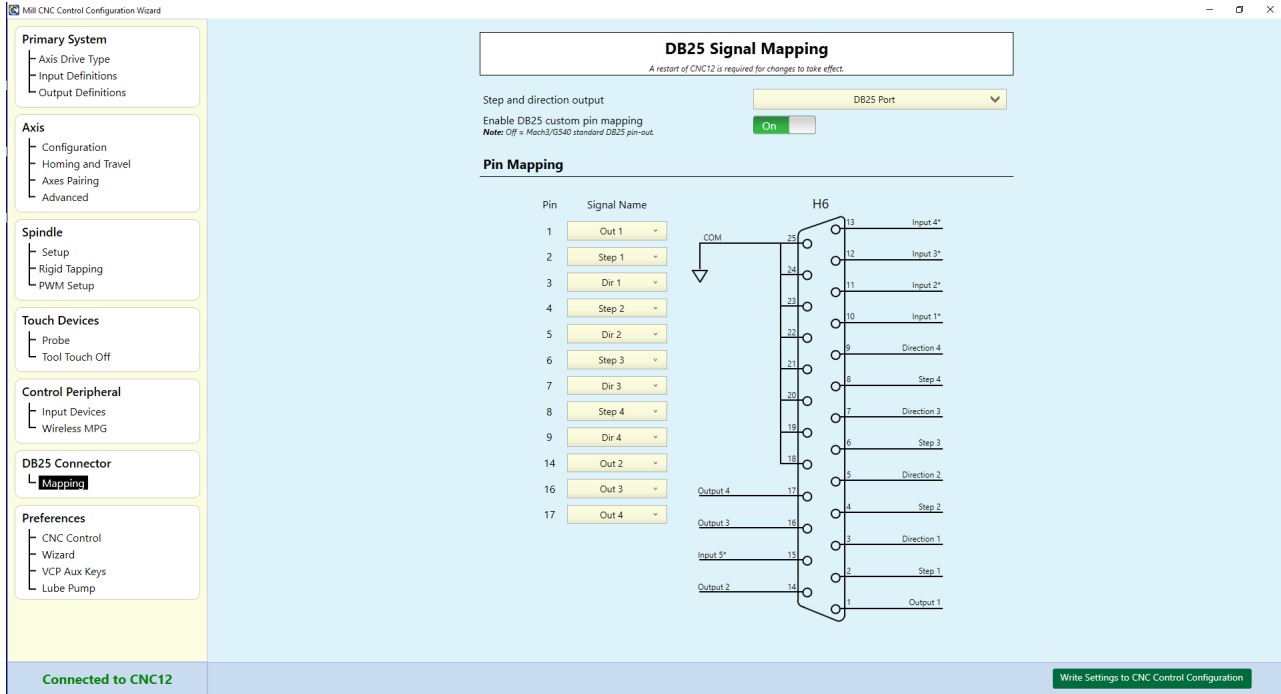 Mill CNC Control Configuration Wizard
Primary System
Axis Drive Type
Input Definitions
Output Definitions
Axis
Configuration
Homing and Travel
Axes Pairing
Advanced
Spindle
Setup
Rigid Tapping
PWM Setup
Touch Devices
Probe
Tool Touch Off
Control Peripheral
Input Devices
Wireless MPG
DB25 Connector
Mapping
Preferences
CNC Control
Wizard
VCP Aux Keys
Lube Pump
Connected to CNC12
DB25 Signal Mapping
A restart of CNC12 is required for changes to take effect.
Step and direction output DB25 Port
Enable DB25 custom pin mapping On
Note: Off = Mach3/G540 standard DB25 pin-out.
Pin Mapping
Pin Signal Name
1 Out 1
2 Step 1
3 Dir 1
4 Step 2
5 Dir 2
6 Step 3
7 Dir 3
8 Step 4
9 Dir 4
14 Out 2
16 Out 3
17 Out 4
H6
13 Input 4*
COM 25
12 Input 3*
24
11 Input 2*
23
10 Input 1*
22
9 Direction 4
21
8 Step 4
20
7 Direction 3
19
6 Step 3
18
5 Direction 2
Output 4 17
4 Step 2
Output 3 16
3 Direction 1
Input 5* 15
2 Step 1
Output 2 14
1 Output 1
Write Settings to CNC Control Configuration